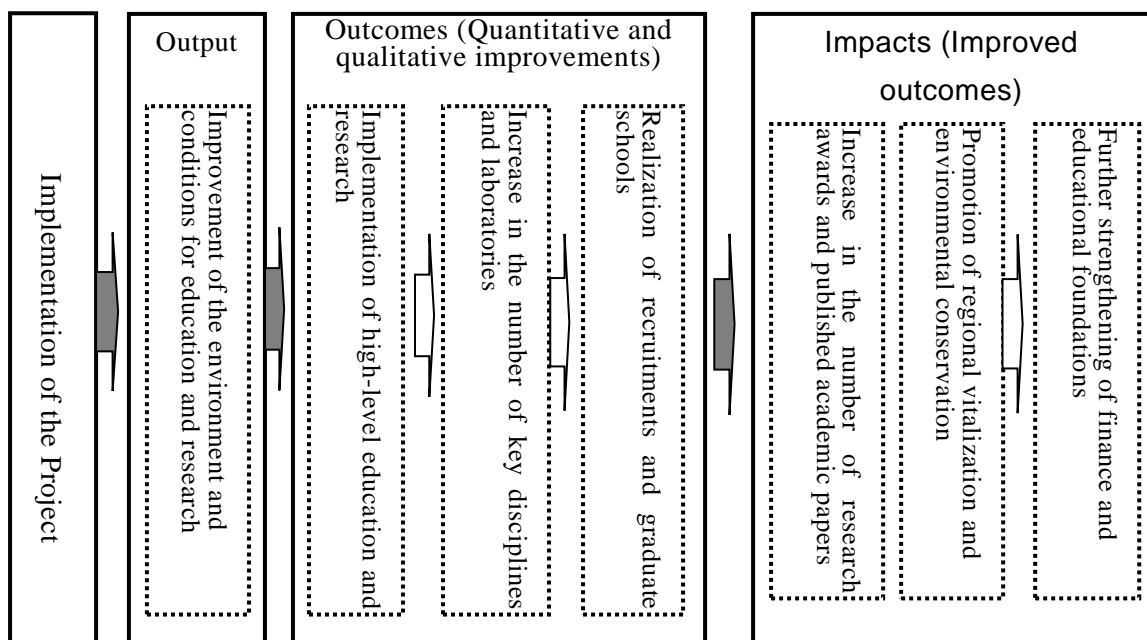 Implementation of the Project
Output
Improvement of the environment and
conditions for education and research
Outcomes (Quantitative and
qualitative improvements)
Implementation of high-level education and
research
Increase in the number of key disciplines
and laboratories
Realization of recruitments and graduate
schools
Impacts (Improved
outcomes)
Increase in the number of research
awards and published academic papers
Promotion of regional vitalization and
environmental conservation
Further strengthening of finance and
educational foundations